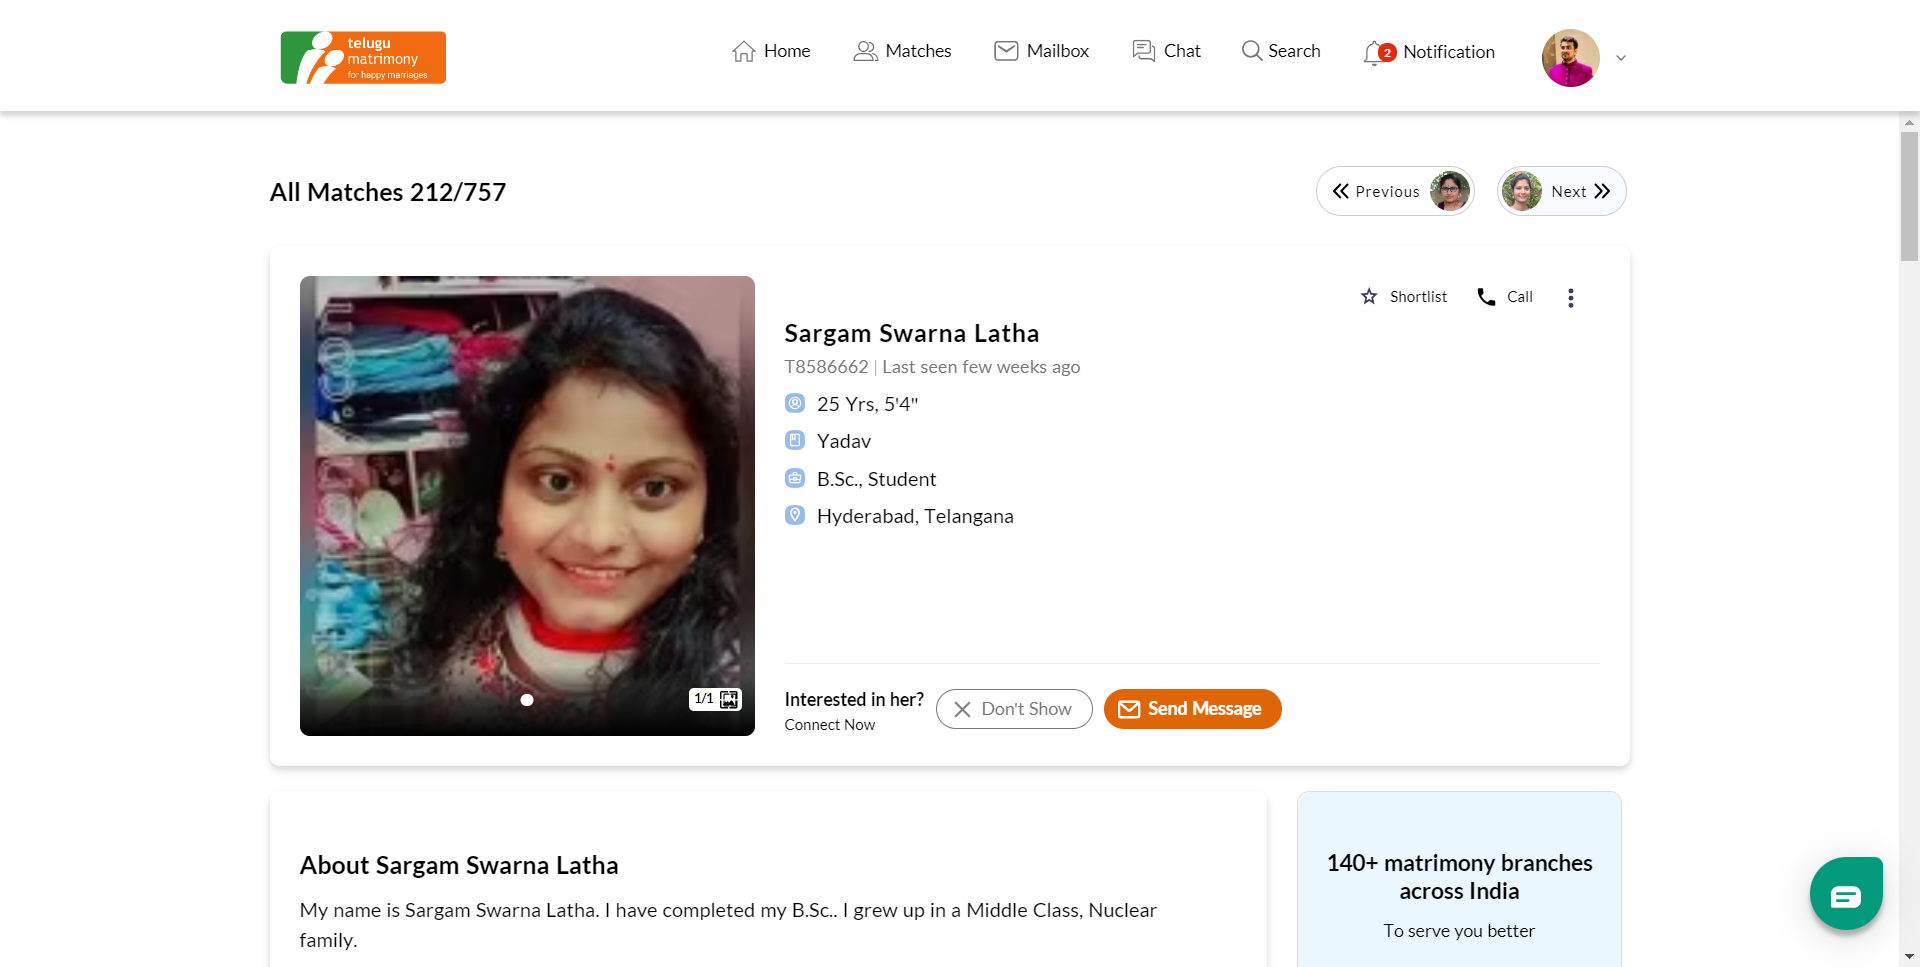 telugu
matrimony
for happy marriages
Home
Matches
Mailbox
Chat
Search
2
Notification
All Matches 212/757
Previous
Next
Shortlist
Call
Sargam Swarna Latha
T8586662 | Last seen few weeks ago
25 Yrs, 5'4"
Yadav
B.Sc., Student
Hyderabad, Telangana
1/1
Interested in her?
Connect Now
Don't Show
Send Message
About Sargam Swarna Latha
My name is Sargam Swarna Latha. I have completed my B.Sc.. I grew up in a Middle Class, Nuclear
family.
140+ matrimony branches
across India
To serve you better